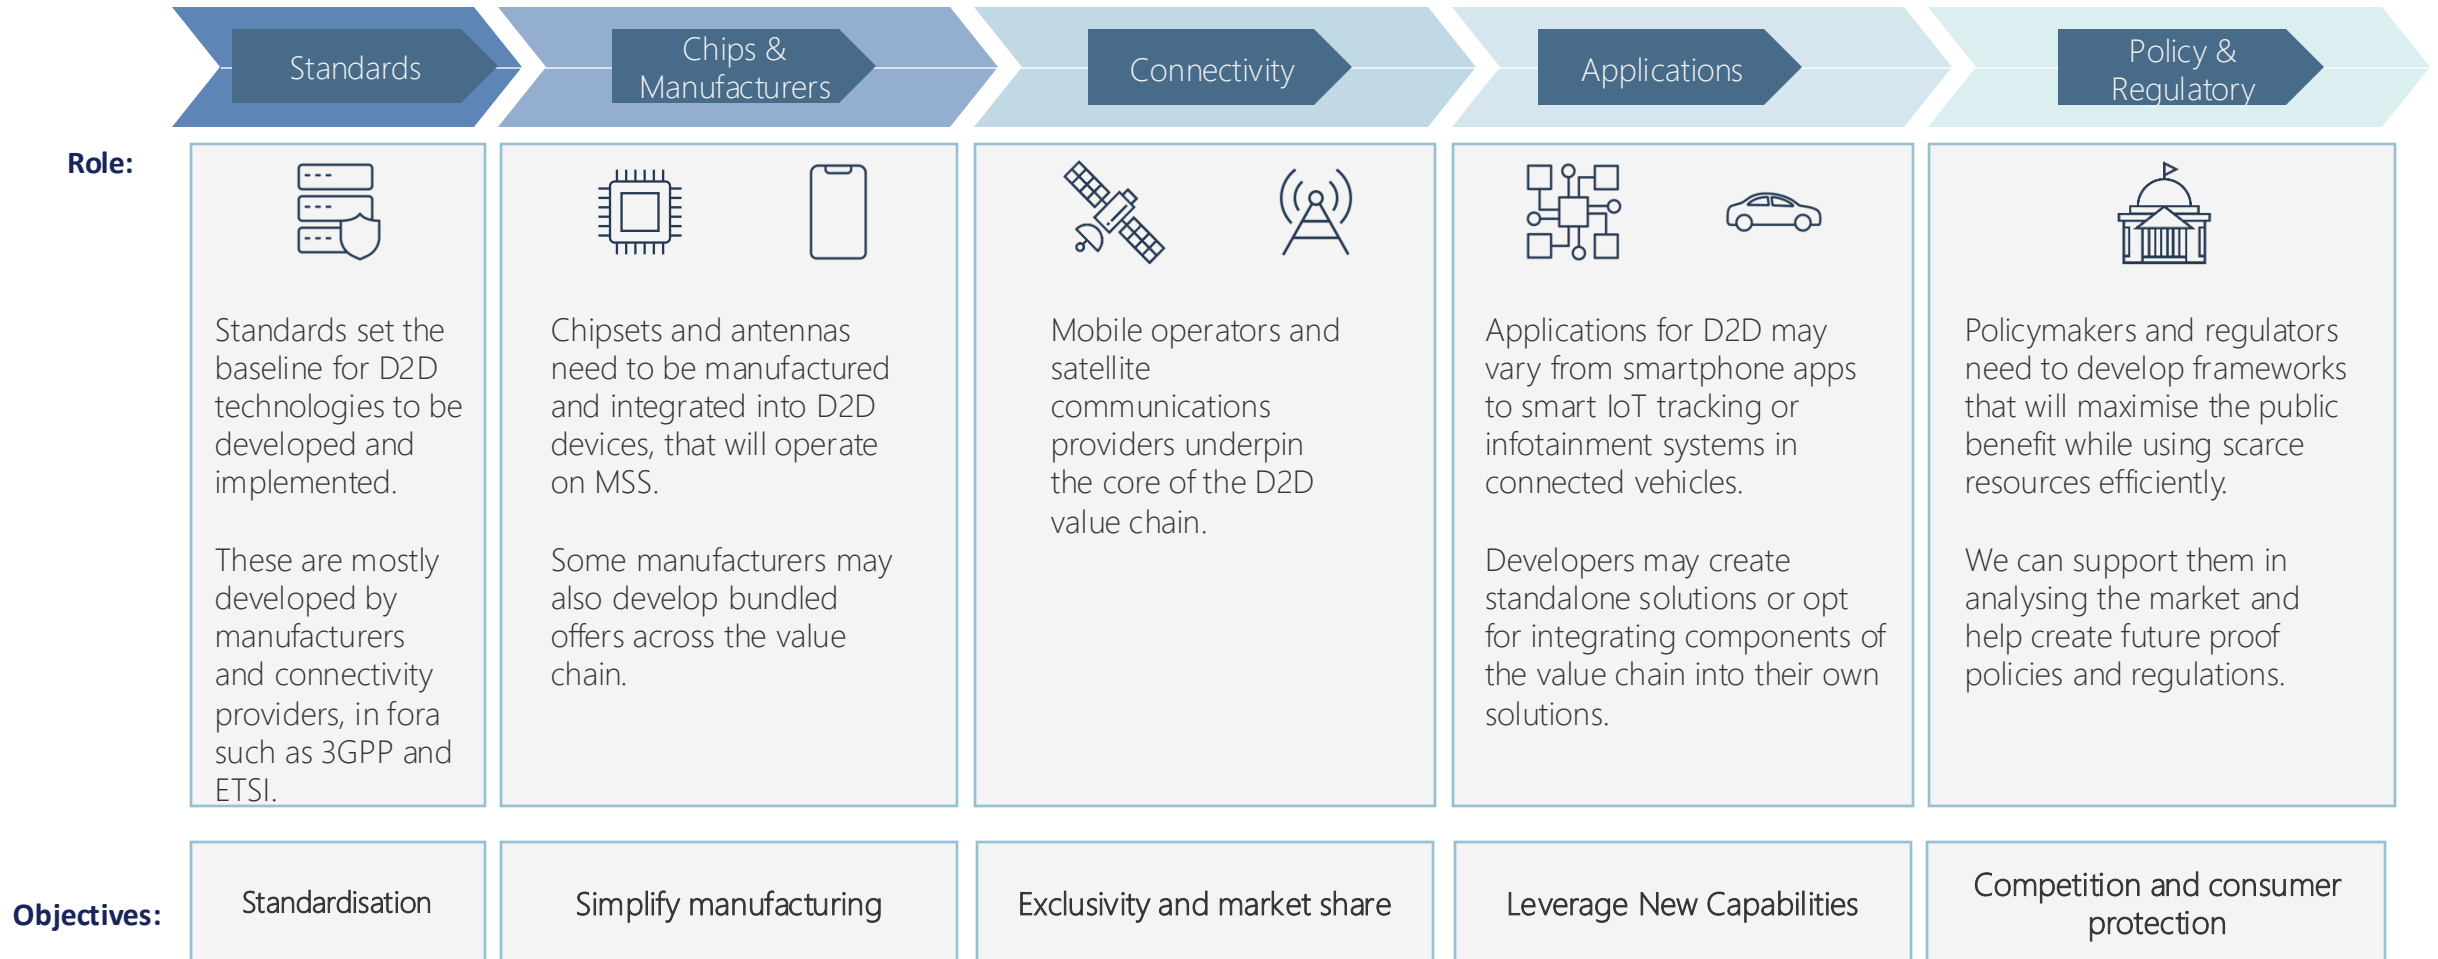 Standards
Chips &
Manufacturers
Connectivity
Applications
Policy &
Regulatory
Role:
Standards set the
baseline for D2D
technologies to be
developed and
implemented.
These are mostly
developed by
manufacturers
and connectivity
providers, in fora
such as 3GPP and
ETSI.
Chipsets and antennas
need to be manufactured
and integrated into D2D
devices, that will operate
on MSS.
Some manufacturers may
also develop bundled
offers across the value
chain.
Mobile operators and
satellite
communications
providers underpin
the core of the D2D
value chain.
Applications for D2D may
vary from smartphone apps
to smart IoT tracking or
infotainment systems in
connected vehicles.
Developers may create
standalone solutions or opt
for integrating components of
the value chain into their own
solutions.
Policymakers and regulators
need to develop frameworks
that will maximise the public
benefit while using scarce
resources efficiently.
We can support them in
analysing the market and
help create future proof
policies and regulations.
Objectives:
Standardisation
Simplify manufacturing
Exclusivity and market share
Leverage New Capabilities
Competition and consumer
protection